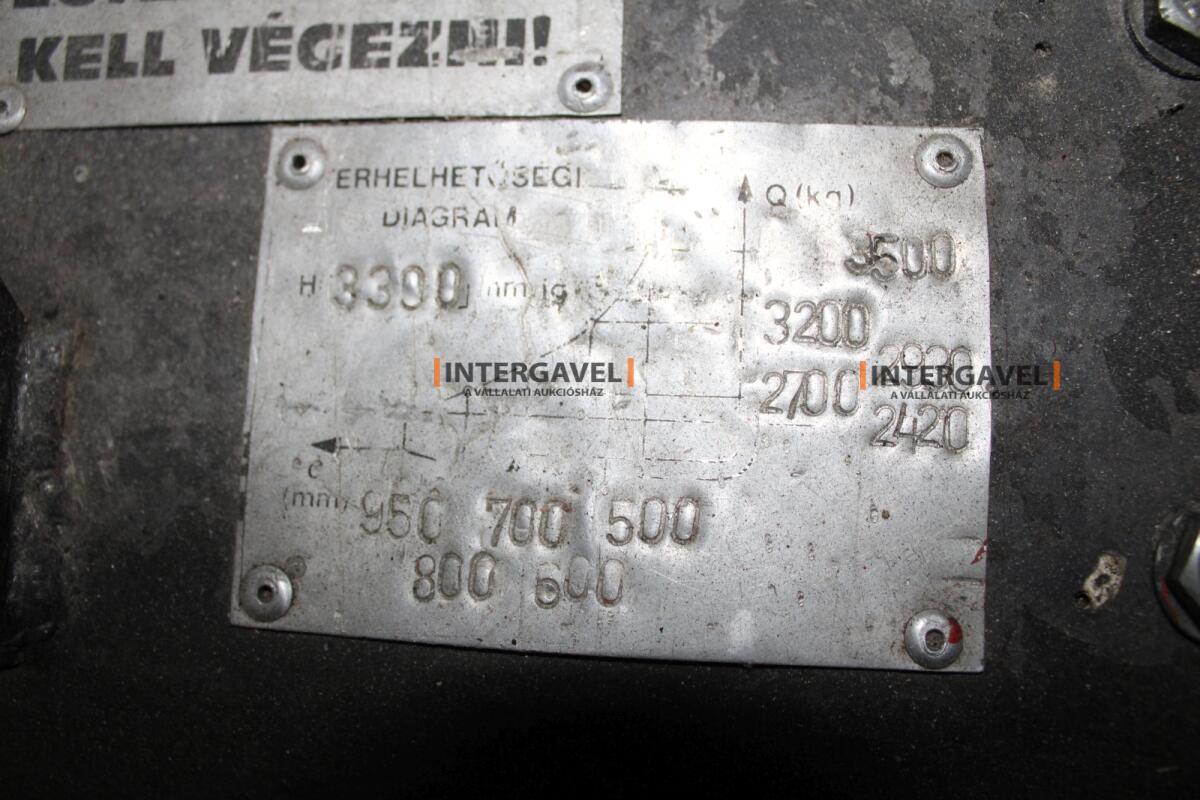 KELL VÉGEZNI!
ERHELHETŐSÉGI
DIAGRAM
Q (kg)
3500
H 3300 mm ig
3200
2700
2420
INTERGAVEL
A VÁLLALATI AUKCIÓSHÁZ
INTERGAVEL
A VÁLLALATI AUKCIÓSHÁZ
"c"
(mm) 950 700 500
800 600